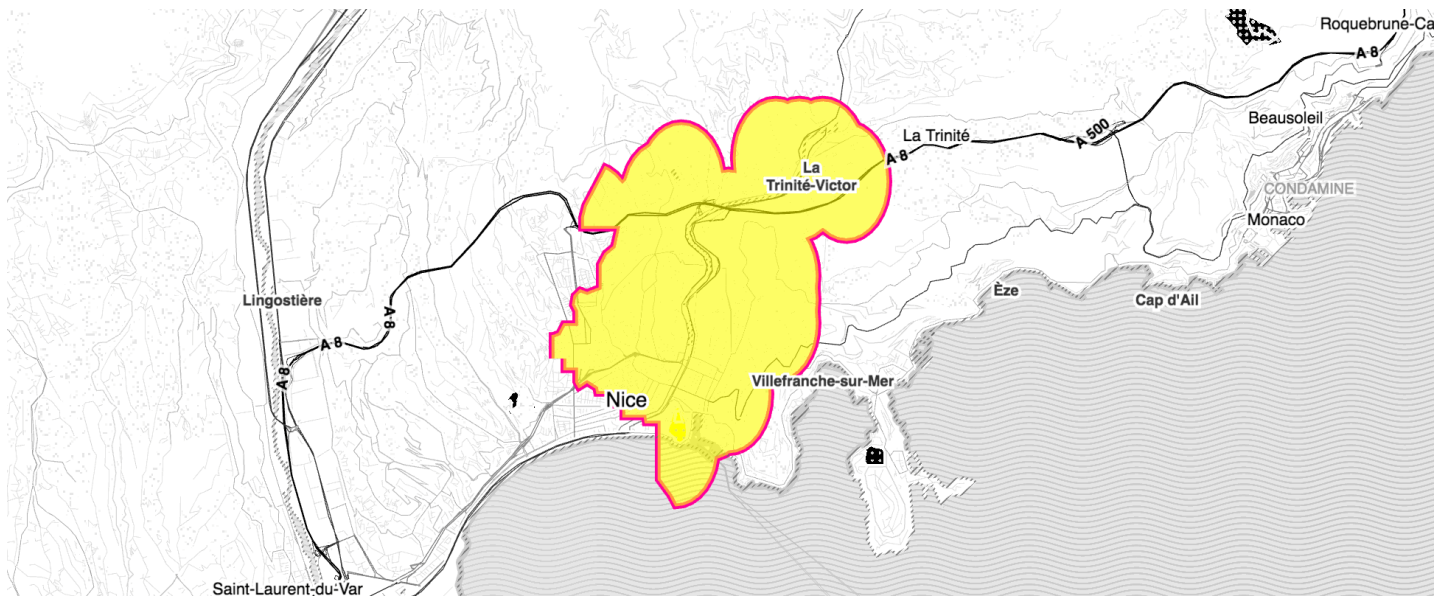 Roquebrune-Ca
A 8
Beausoleil
A 500
La Trinité
A 8
La
Trinité-Victor
CONDAMINE
Monaco
Lingostière
Èze
Cap d'Ail
A 8
A 8
A 8
Villefranche-sur-Mer
Nice
Saint-Laurent-du-Var